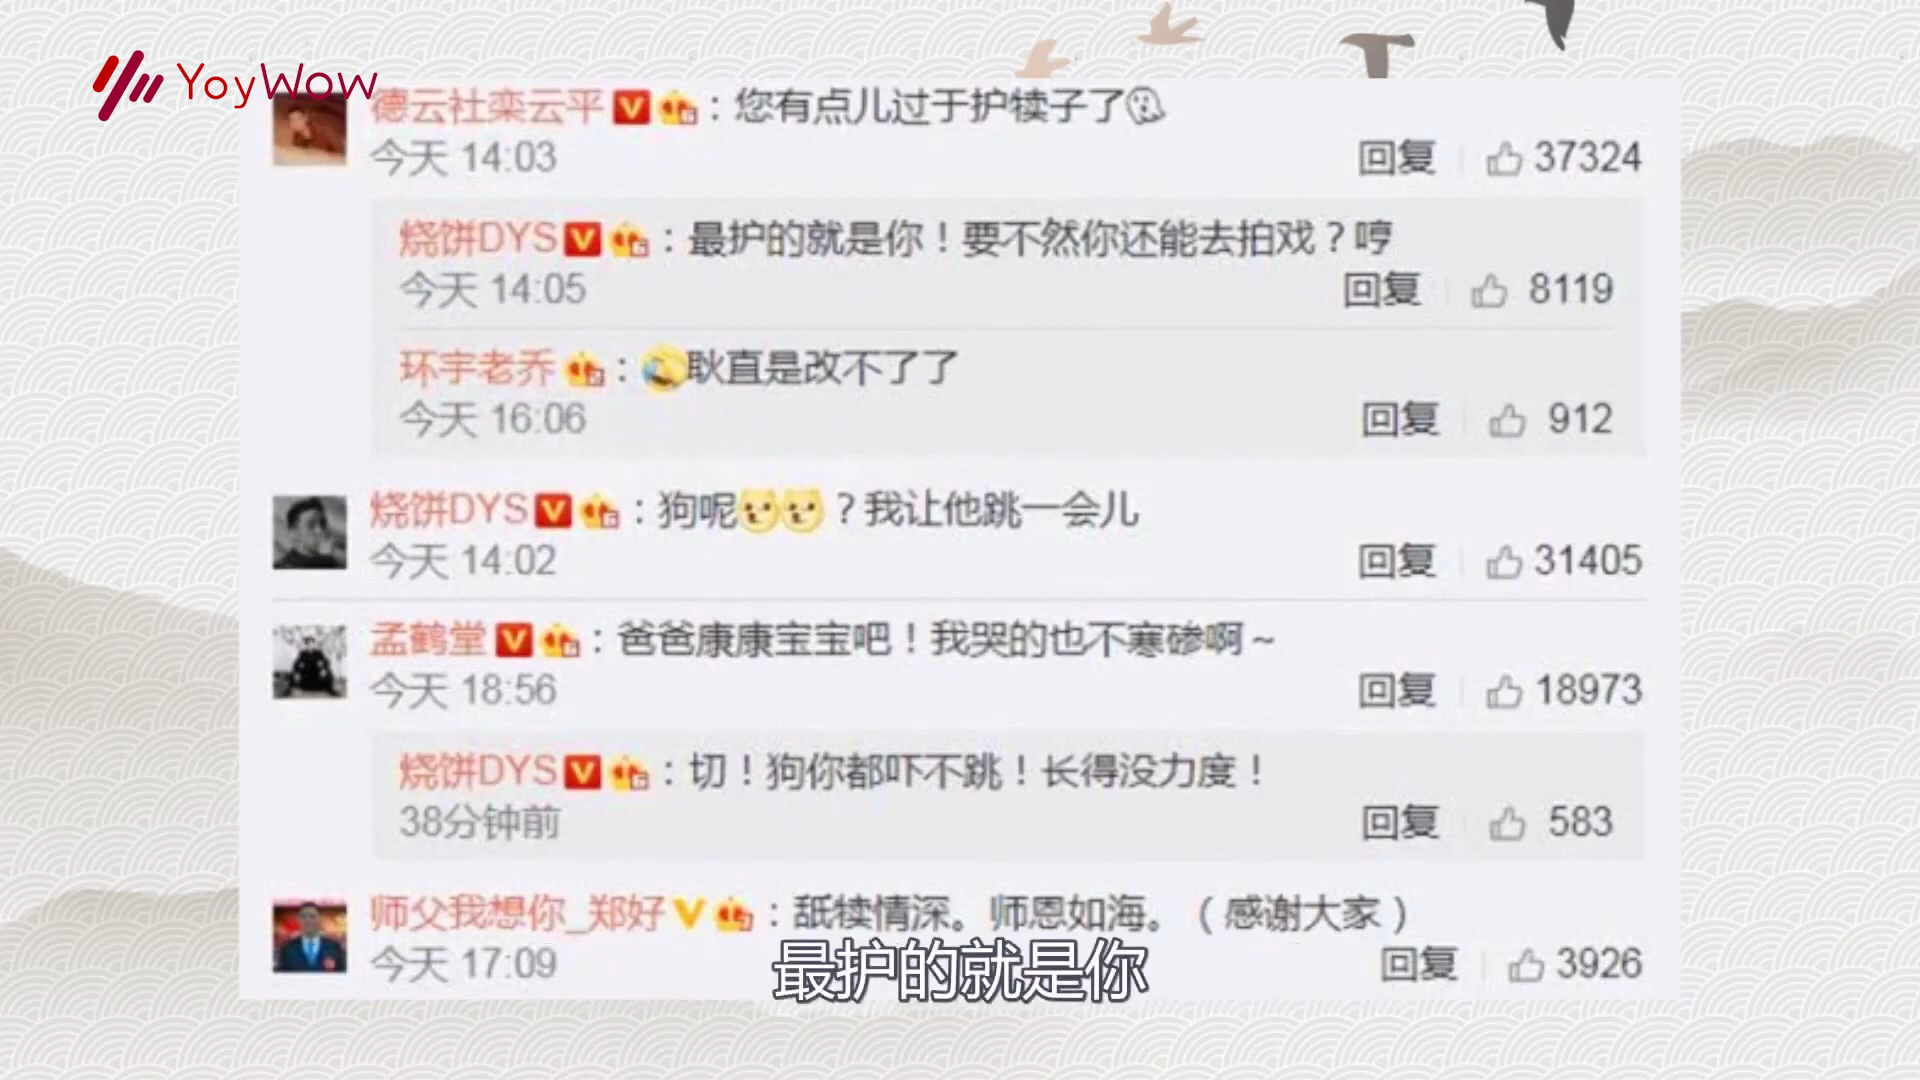 YoyWow
德云社栾云平：您有点儿过于护犊子了
今天 14:03 回复 37324
烧饼DYS：最护的就是你！要不然你还能去拍戏？哼
今天 14:05 回复 8119
环宇老乔：耿直是改不了了
今天 16:06 回复 912
烧饼DYS：狗呢？我让他跳一会儿
今天 14:02 回复 31405
孟鹤堂：爸爸康康宝宝吧！我哭的也不寒碜啊～
今天 18:56 回复 18973
烧饼DYS：切！狗你都吓不跳！长得没力度！
38分钟前 回复 583
师父我想你_郑好：舐犊情深。师恩如海。（感谢大家）
今天 17:09 回复 3926
最护的就是你